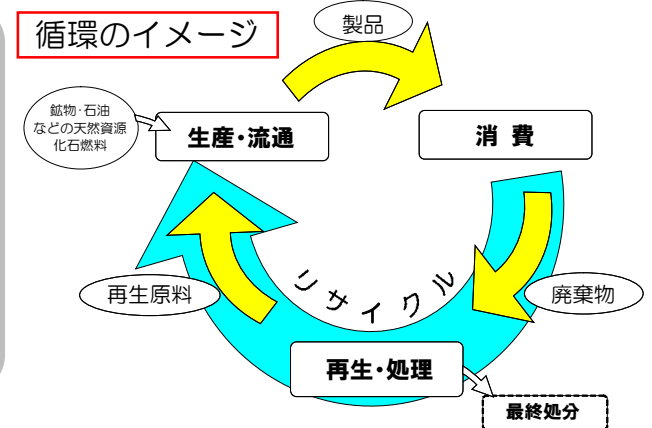 循環のイメージ
製品
鉱物･石油
などの天然資源
化石燃料
生産･流通
消 費
リサイクル
再生原料
廃棄物
再生･処理
最終処分